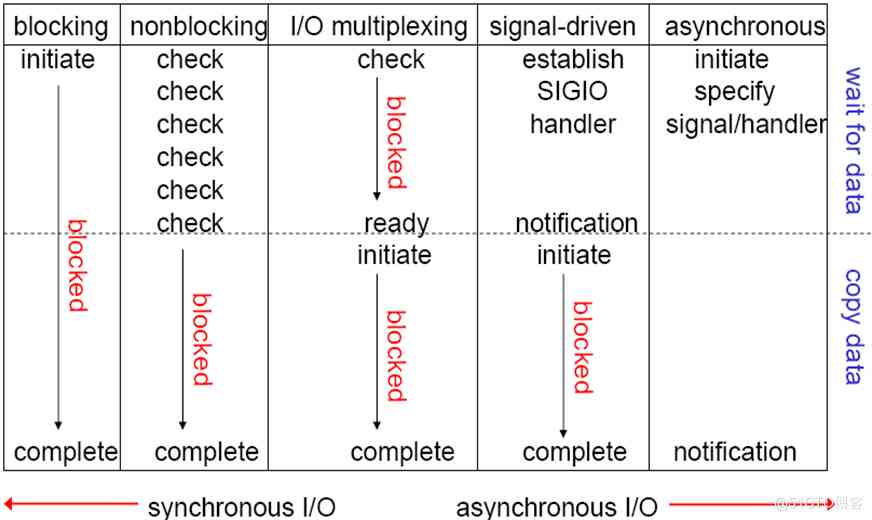 blocking nonblocking I/O multiplexing signal-driven asynchronous
initiate check check establish initiate
check SIGIO specify
check handler signal/handler
check
check
check ready notification
initiate initiate
blocked
blocked
blocked
blocked
blocked
complete complete complete complete notification
wait for data
copy data
synchronous I/O asynchronous I/O